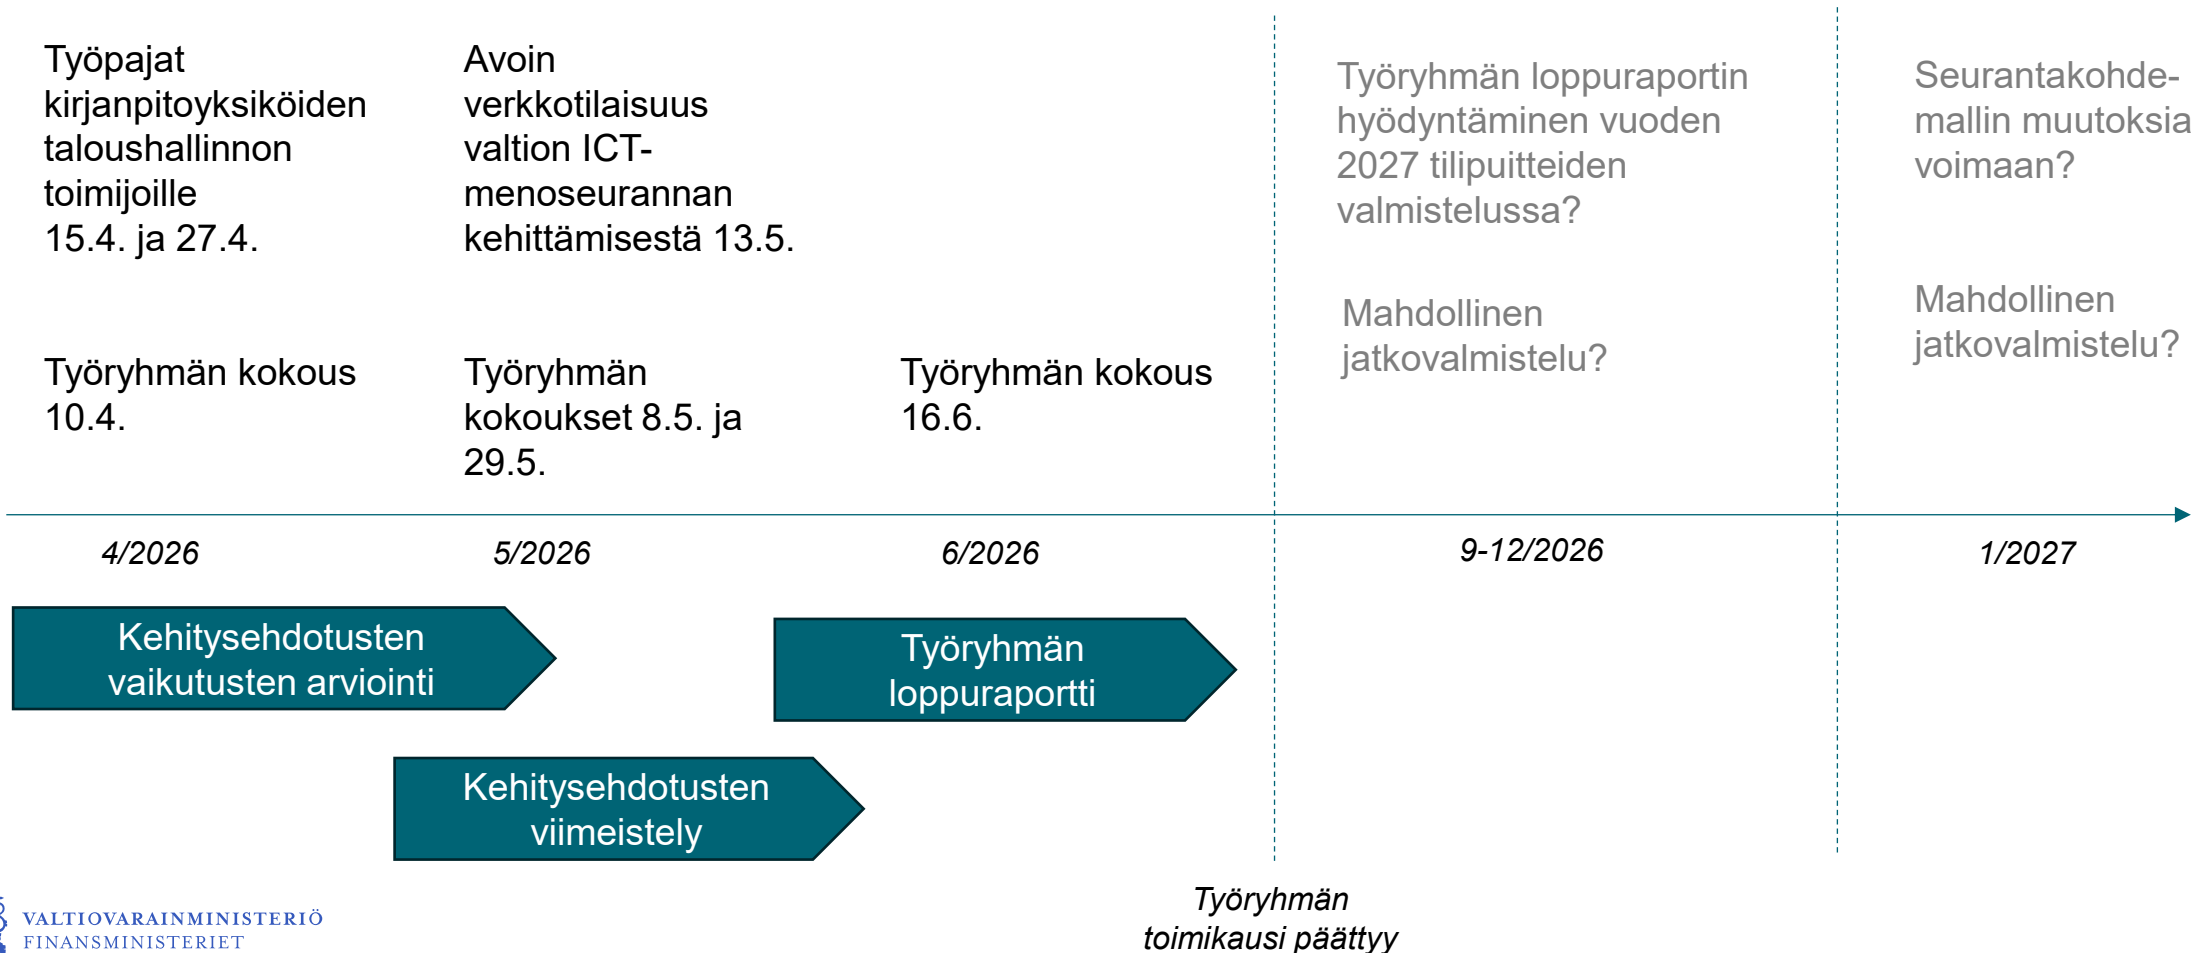 Työpajat
kirjanpitoyksiköiden
taloushallinnon
toimijoille
15.4. ja 27.4.
Avoin
verkkotilaisuus
valtion ICT-
menoseurannan
kehittämisestä 13.5.
Työryhmän loppuraportin
hyödyntäminen vuoden
2027 tilipuitteiden
valmistelussa?
Seurantakohde-
mallin muutoksia
voimaan?
Työryhmän kokous
10.4.
Työryhmän
kokoukset 8.5. ja
29.5.
Työryhmän kokous
16.6.
Mahdollinen
jatkovalmistelu?
Mahdollinen
jatkovalmistelu?
4/2026
5/2026
6/2026
9-12/2026
1/2027
Kehitysehdotusten
vaikutusten arviointi
Työryhmän
loppuraportti
Kehitysehdotusten
viimeistely
Työryhmän
toimikausi päättyy
VALTIOVARAINMINISTERIÖ
FINANSMINISTERIET